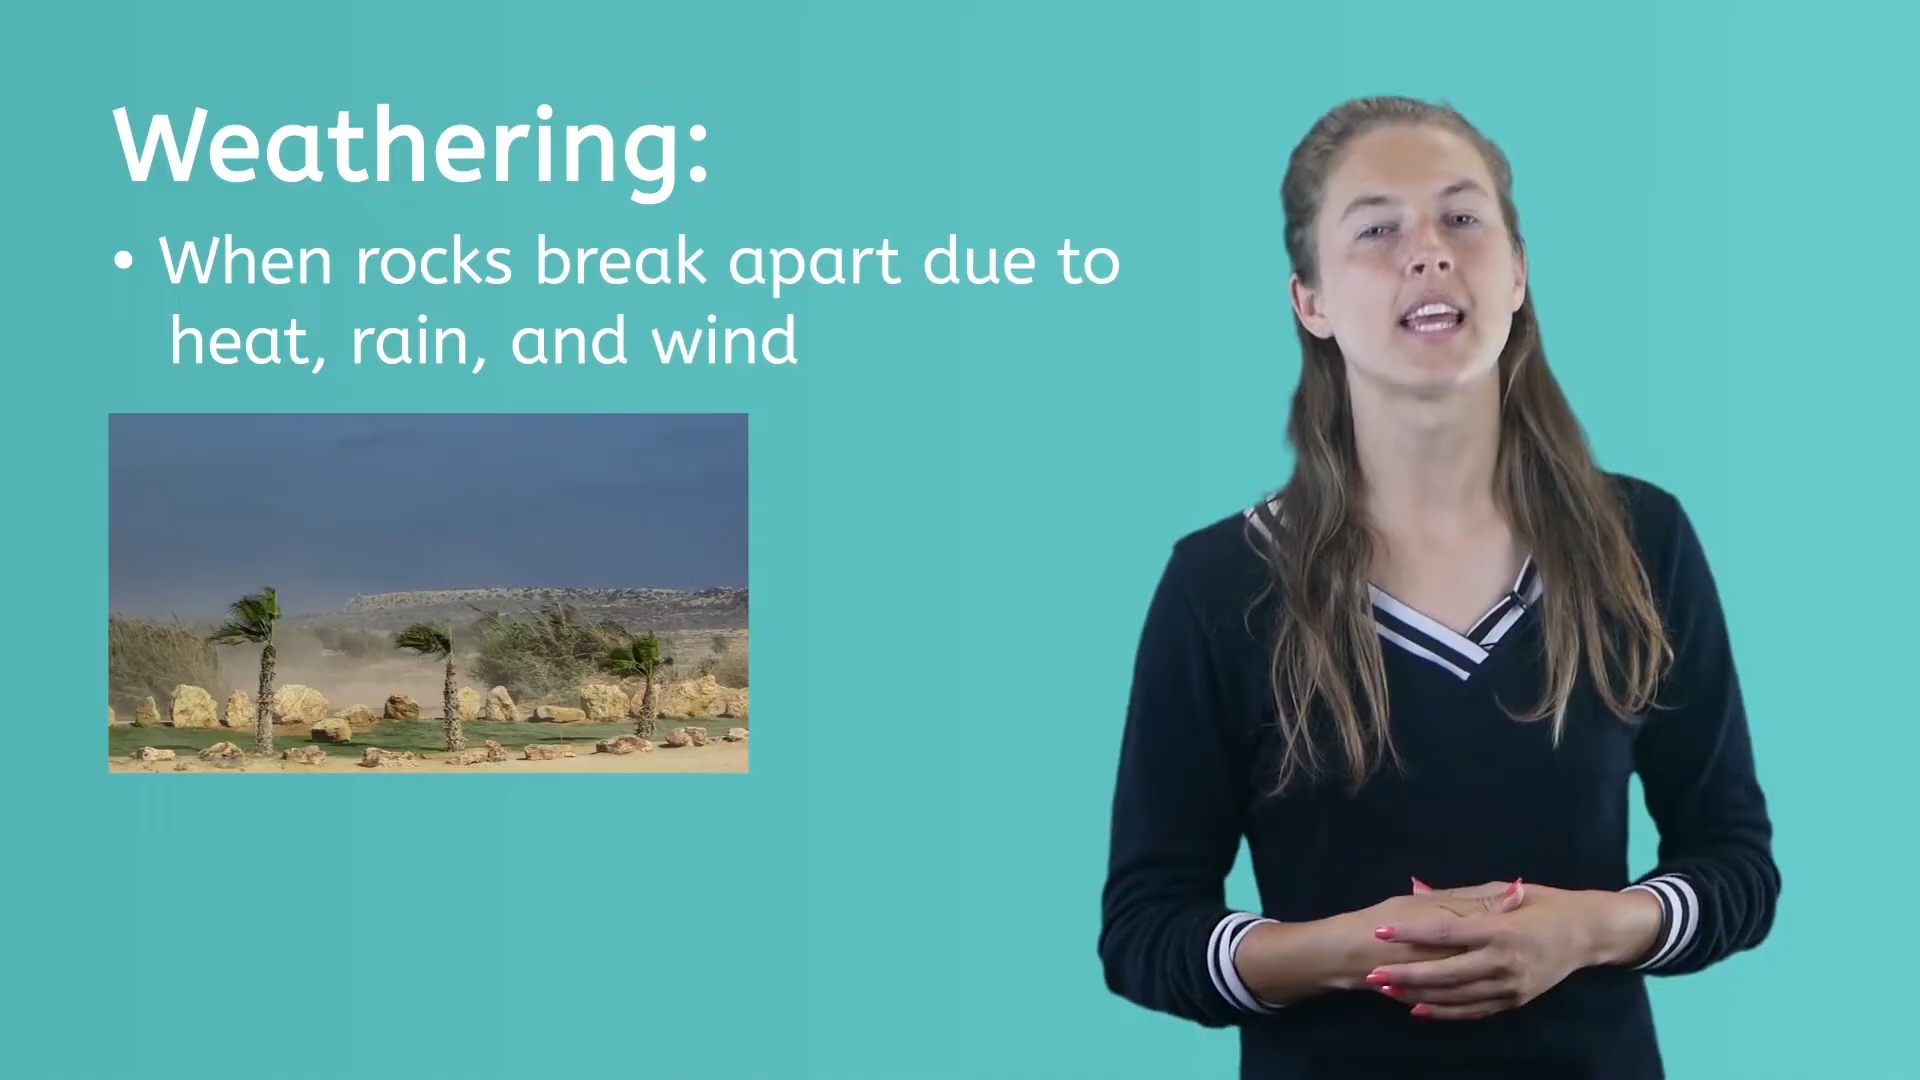 Weathering:
• When rocks break apart due to
heat, rain, and wind